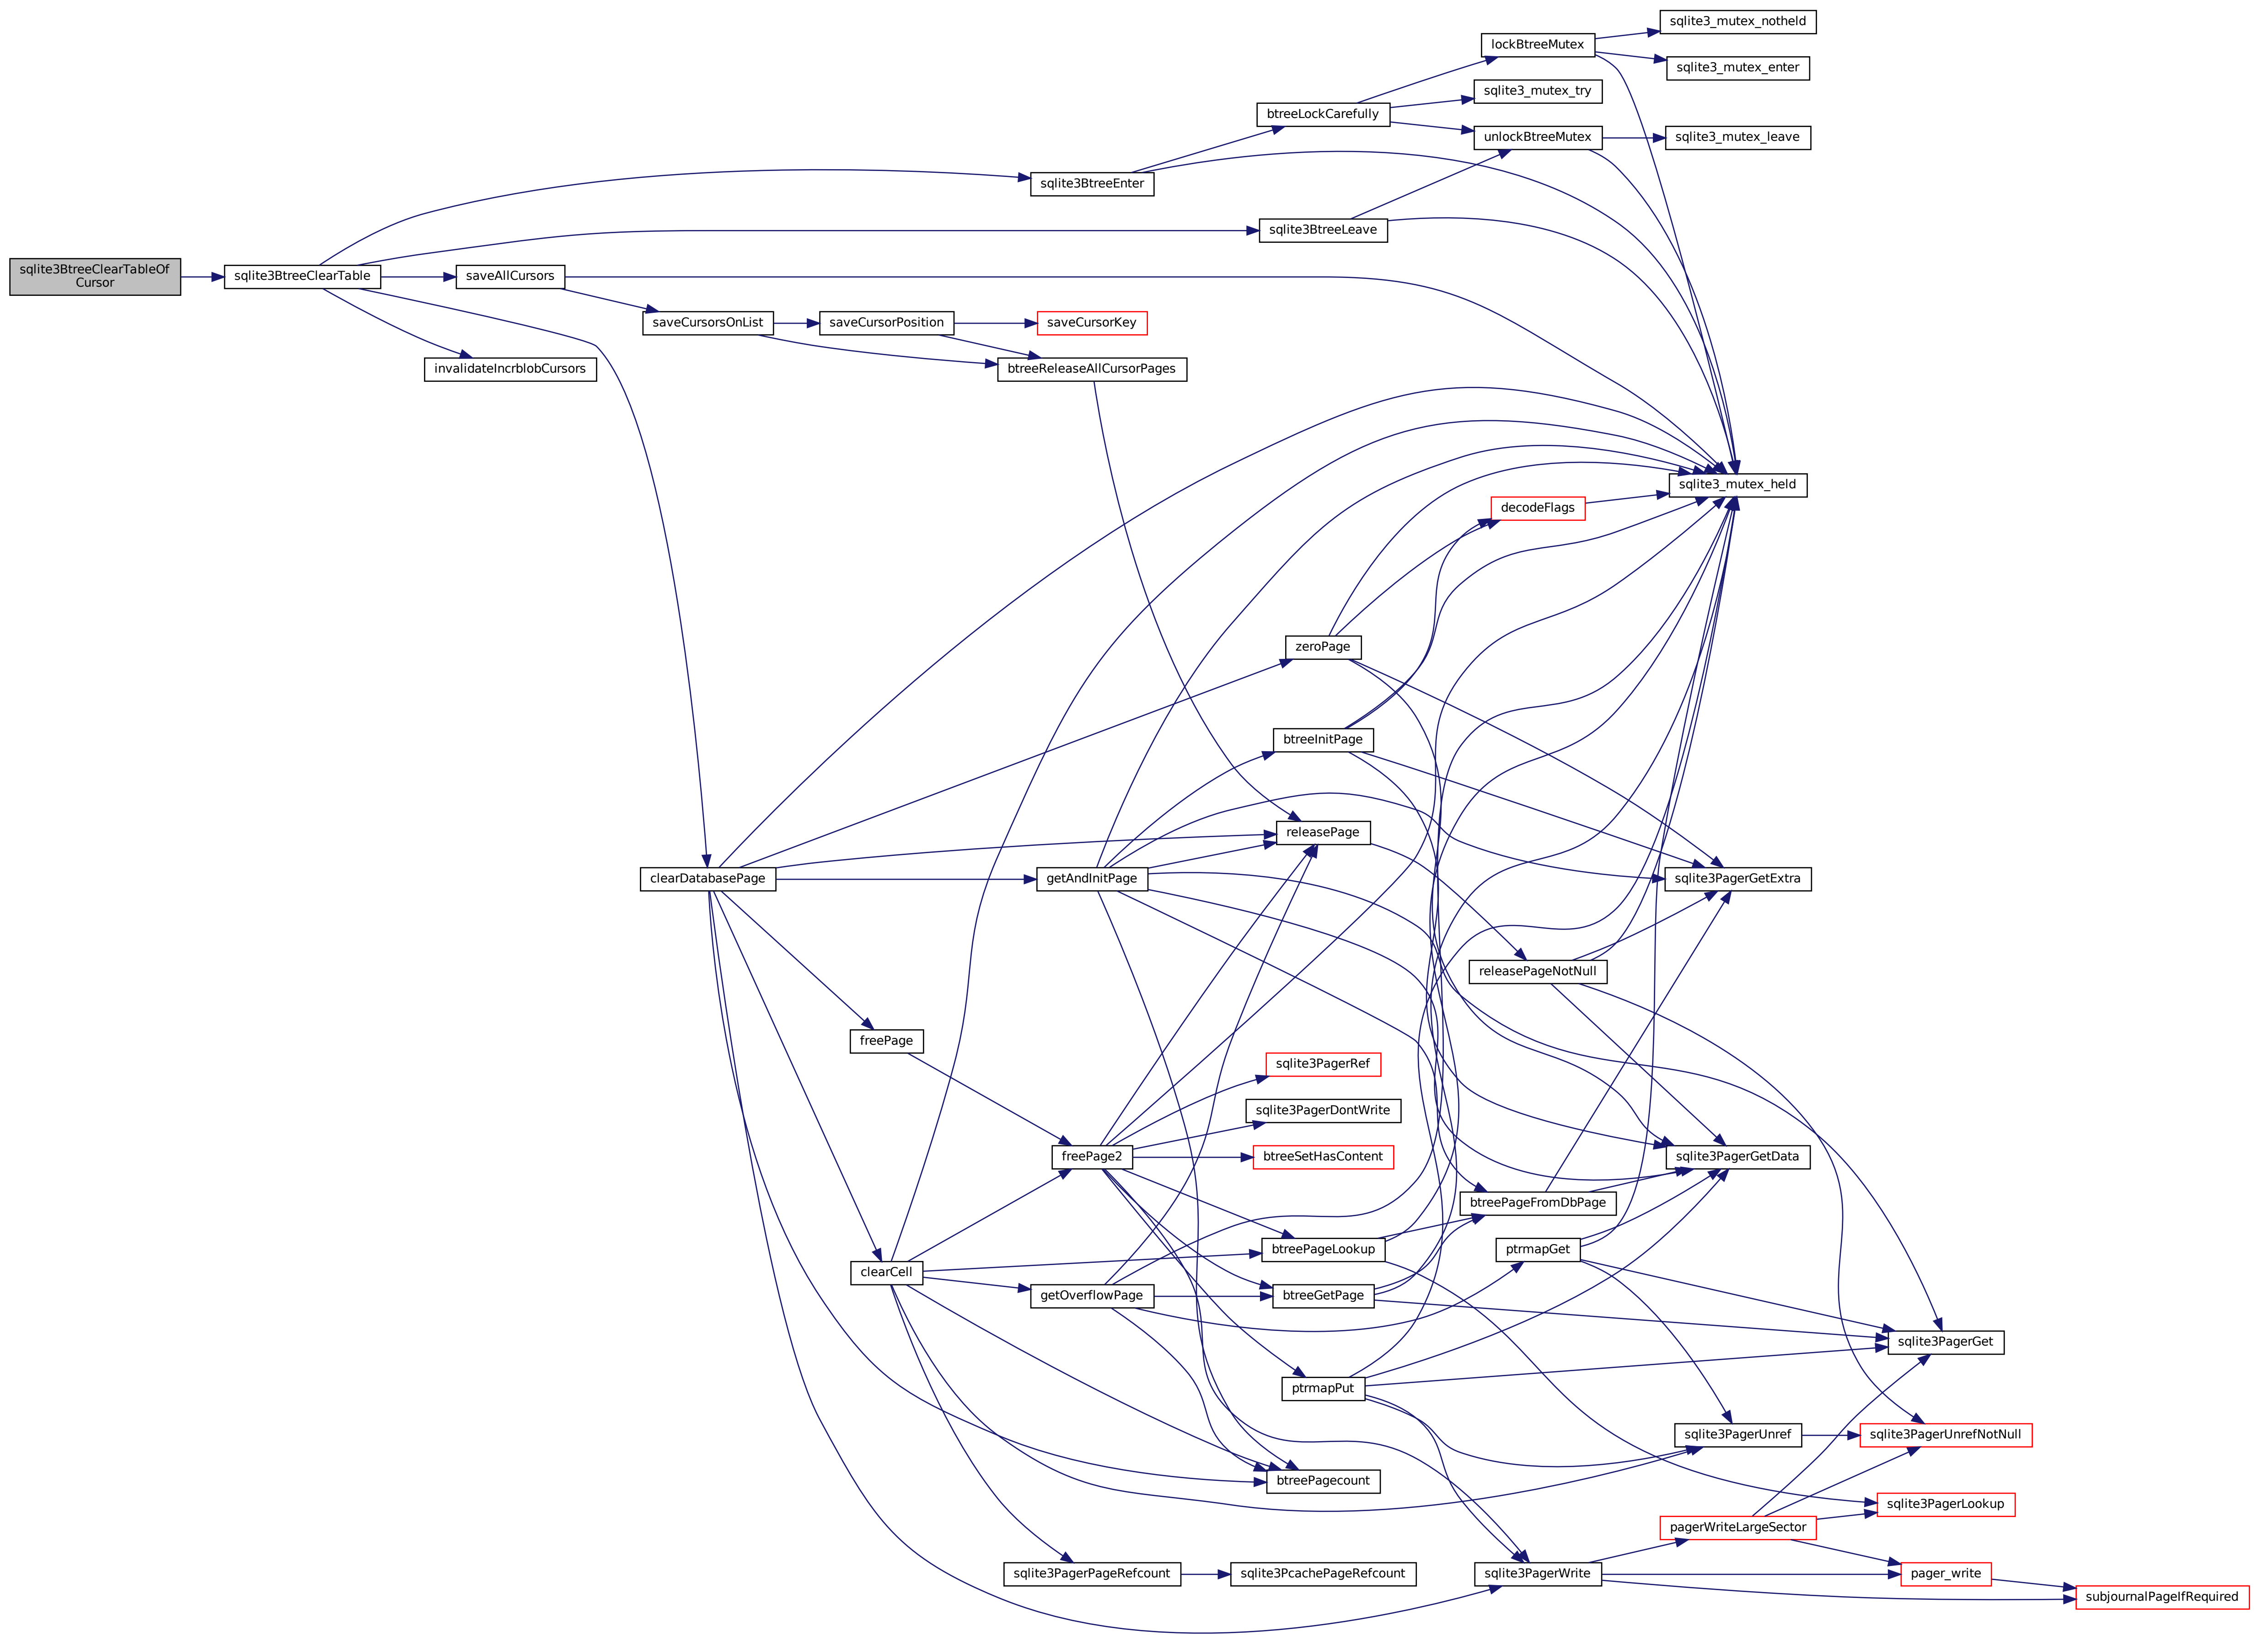 sqlite3BtreeClearTableOf
Cursor
sqlite3BtreeClearTable
sqlite3BtreeEnter
sqlite3BtreeLeave
saveAllCursors
invalidateIncrblobCursors
saveCursorsOnList
saveCursorPosition
saveCursorKey
btreeReleaseAllCursorPages
btreeLockCarefully
lockBtreeMutex
sqlite3_mutex_try
unlockBtreeMutex
sqlite3_mutex_notheld
sqlite3_mutex_enter
sqlite3_mutex_leave
sqlite3_mutex_held
decodeFlags
zeroPage
btreeInitPage
releasePage
clearDatabasePage
getAndInitPage
sqlite3PagerGetExtra
releasePageNotNull
freePage
sqlite3PagerRef
sqlite3PagerDontWrite
freePage2
btreeSetHasContent
sqlite3PagerGetData
btreePageFromDbPage
btreePageLookup
ptrmapGet
clearCell
getOverflowPage
btreeGetPage
sqlite3PagerGet
ptrmapPut
sqlite3PagerUnref
sqlite3PagerUnrefNotNull
btreePagecount
sqlite3PagerLookup
pagerWriteLargeSector
sqlite3PagerPageRefcount
sqlite3PcachePageRefcount
sqlite3PagerWrite
pager_write
subjournalPageIfRequired